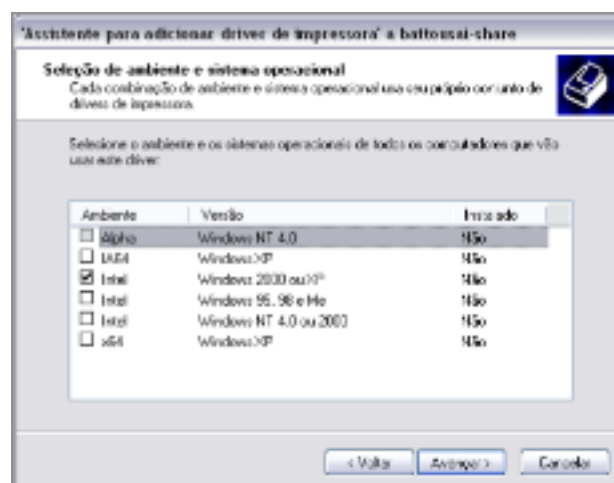 'Assistente para adicionar driver de impressora' a battousai-share
Seleção de ambiente e sistema operacional
Cada combinação de ambiente e sistema operacional usa seu próprio conjunto de
drivers de impressora.
Selecione o ambiente e os sistemas operacionais de todos os computadores que vão
usar este driver:
Ambiente Versão Instalado
Alpha Windows NT 4.0 Não
IA64 Windows XP Não
Intel Windows 2000 ou XP Não
Intel Windows 95, 98 e Me Não
Intel Windows NT 4.0 ou 2000 Não
x64 Windows XP Não
< Voltar Avançar > Cancelar